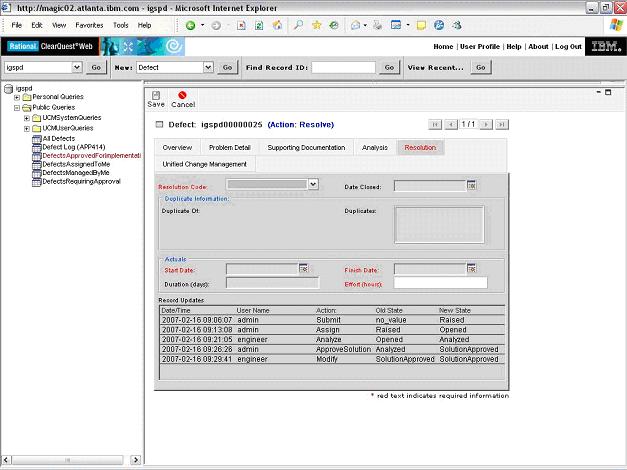 http://magic02.atlanta.ibm.com - igspd - Microsoft Internet Explorer
File Edit View Favorites Tools Help
Rational ClearQuest Web Home | User Profile | Help | About | Log Out IBM
igspd Go New: Defect Go Find Record ID: Go View Recent... Go
igspd
Personal Queries
Public Queries
UCMSystemQueries
UCMUserQueries
All Defects
Defect Log (APP414)
DefectsApprovedForImplementati
DefectsAssignedToMe
DefectsManagedByMe
DefectsRequiringApproval
Save Cancel
Defect: igspd00000025 (Action: Resolve) 1 / 1
Overview Problem Detail Supporting Documentation Analysis Resolution
Unified Change Management
Resolution Code: Date Closed:
Duplicate Information:
Duplicate Of: Duplicates:
Actuals
Start Date: Finish Date:
Duration (days): Effort (hours):
Record Updates
Date/Time User Name Action: Old State New State
2007-02-16 09:06:07 admin Submit no_value Raised
2007-02-16 09:13:08 admin Assign Raised Opened
2007-02-16 09:21:05 engineer Analyze Opened Analyzed
2007-02-16 09:26:26 admin ApproveSolution Analyzed SolutionApproved
2007-02-16 09:29:41 engineer Modify SolutionApproved SolutionApproved
* red text indicates required information